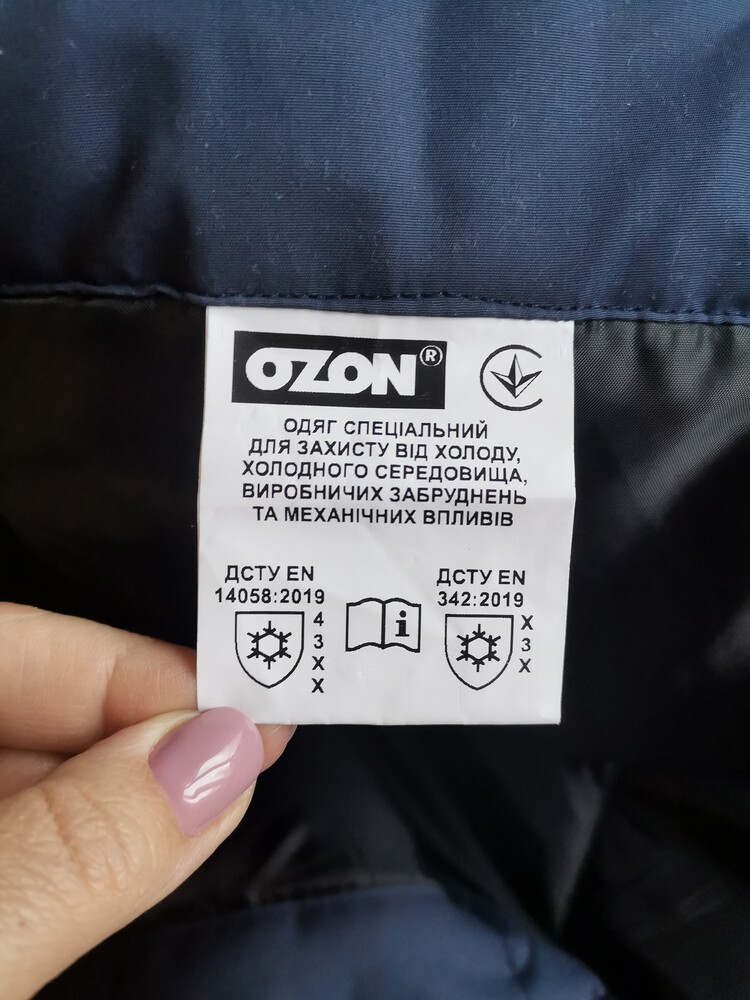 OZON®
ОДЯГ СПЕЦІАЛЬНИЙ
ДЛЯ ЗАХИСТУ ВІД ХОЛОДУ,
ХОЛОДНОГО СЕРЕДОВИЩА,
ВИРОБНИЧИХ ЗАБРУДНЕНЬ
ТА МЕХАНІЧНИХ ВПЛИВІВ
ДСТУ EN
14058:2019
4
3
X
X
i
ДСТУ EN
342:2019
X
3
X